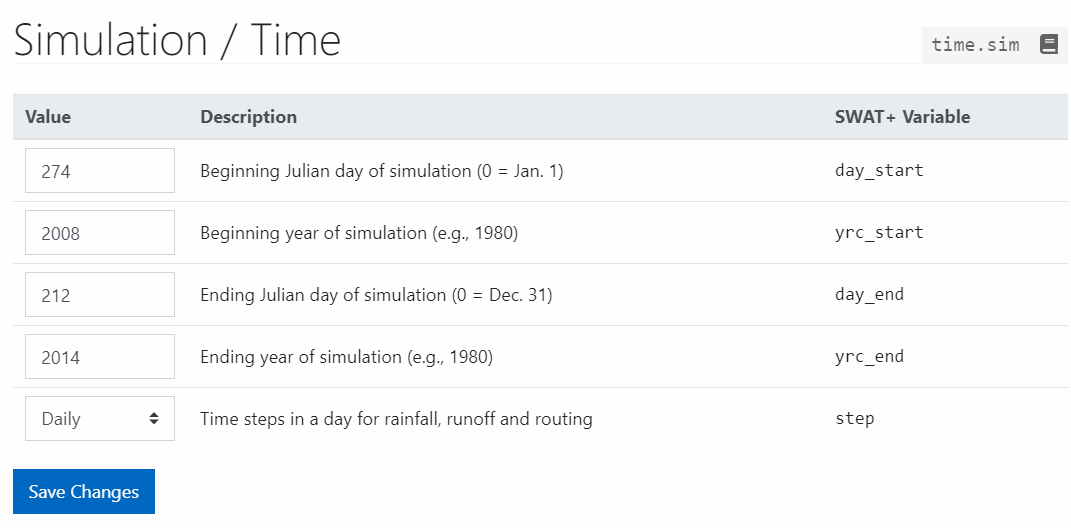 Simulation / Time
time.sim
Value Description SWAT+ Variable
274 Beginning Julian day of simulation (0 = Jan. 1) day_start
2008 Beginning year of simulation (e.g., 1980) yrc_start
212 Ending Julian day of simulation (0 = Dec. 31) day_end
2014 Ending year of simulation (e.g., 1980) yrc_end
Daily Time steps in a day for rainfall, runoff and routing step
Save Changes